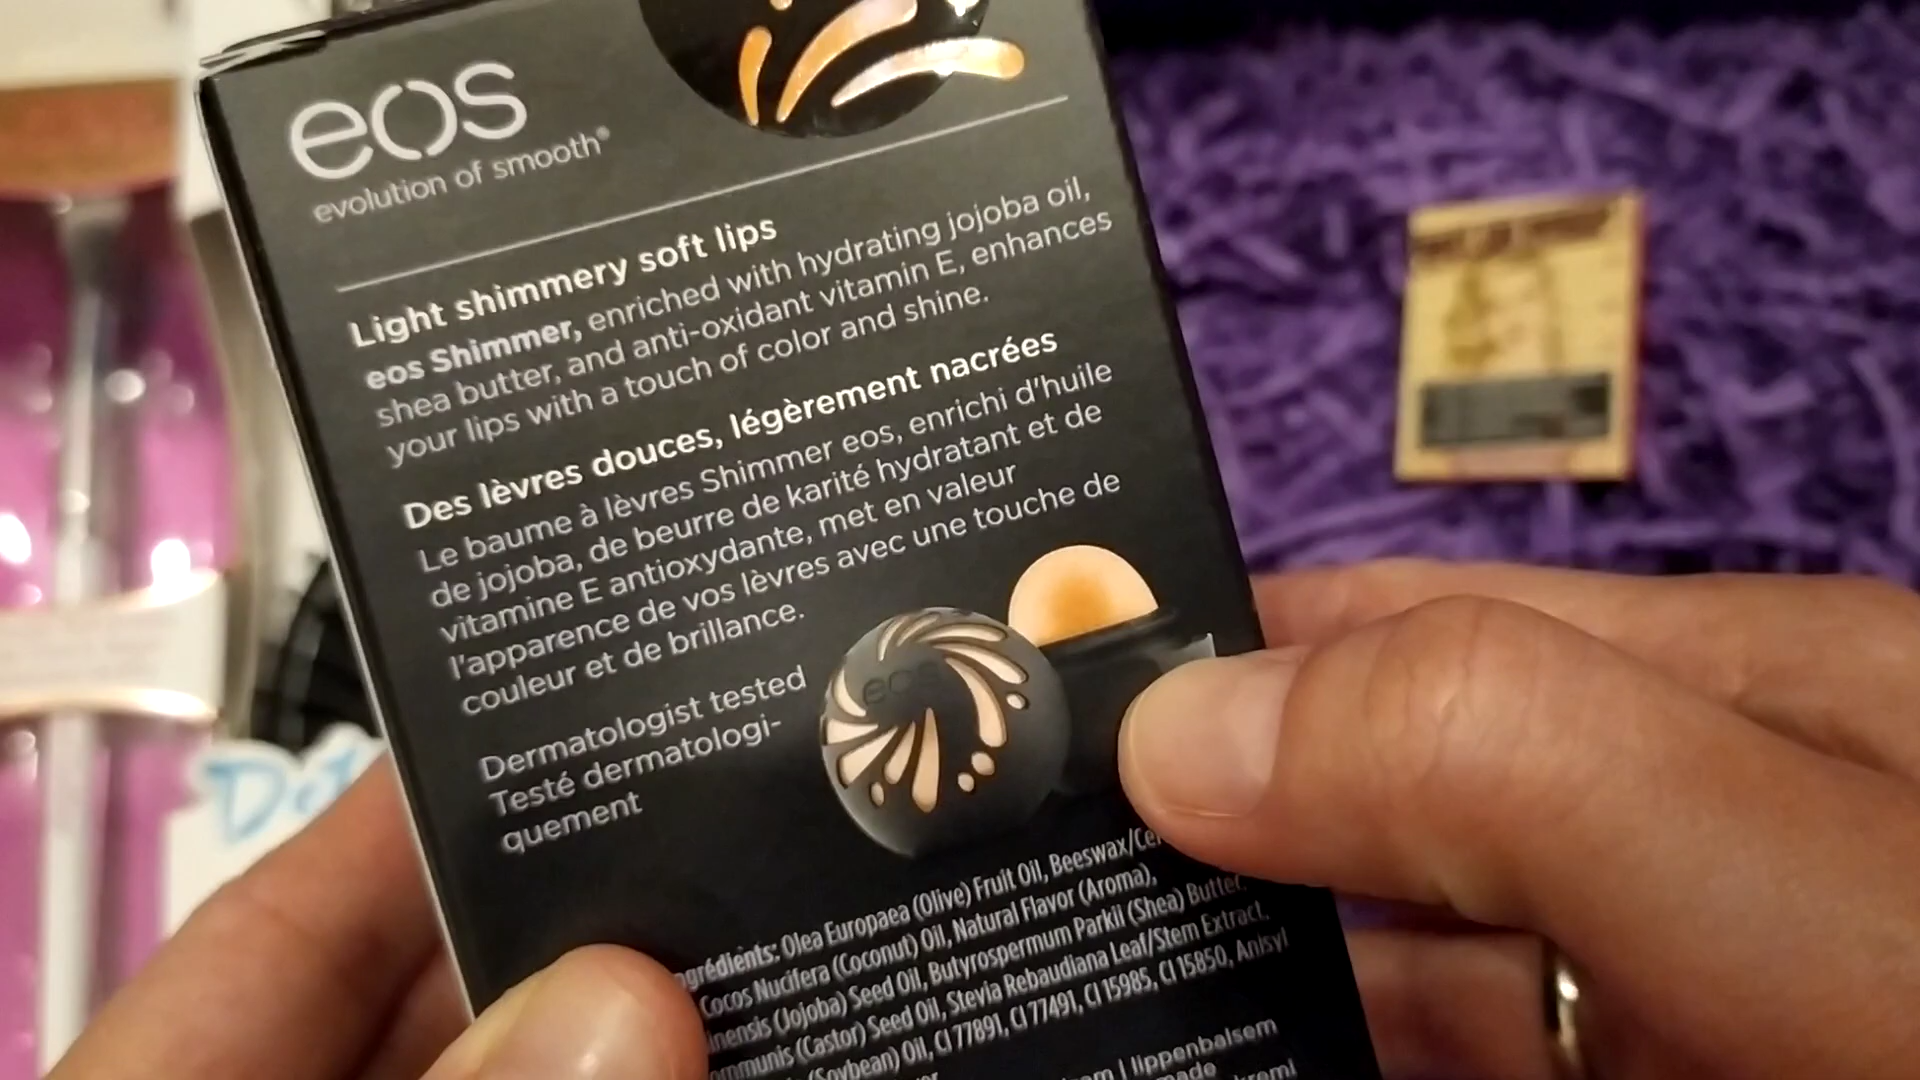 eos
evolution of smooth®
Light shimmery soft lips
eos Shimmer, enriched with hydrating jojoba oil,
shea butter, and anti-oxidant vitamin E, enhances
your lips with a touch of color and shine.
Des lèvres douces, légèrement nacrées
Le baume à lèvres Shimmer eos, enrichi d'huile
de jojoba, de beurre de karité hydratant et de
vitamine E antioxydante, met en valeur
l'apparence de vos lèvres avec une touche de
couleur et de brillance.
Dermatologist tested
Testé dermatologi-
quement
eos
Olea Europaea (Olive) Fruit Oil, Beeswax/
Cocos Nucifera (Coconut) Oil, Natural Flavor (Aroma),
(Jojoba) Seed Oil, Butyrospermum Parkii (Shea) Butter,
(Castor) Seed Oil, Stevia Rebaudiana Leaf/Stem Extract,
(Soybean) Oil, CI 77891, CI 77491, CI 15985, CI 15850, Anisyl
| lippenbalsem